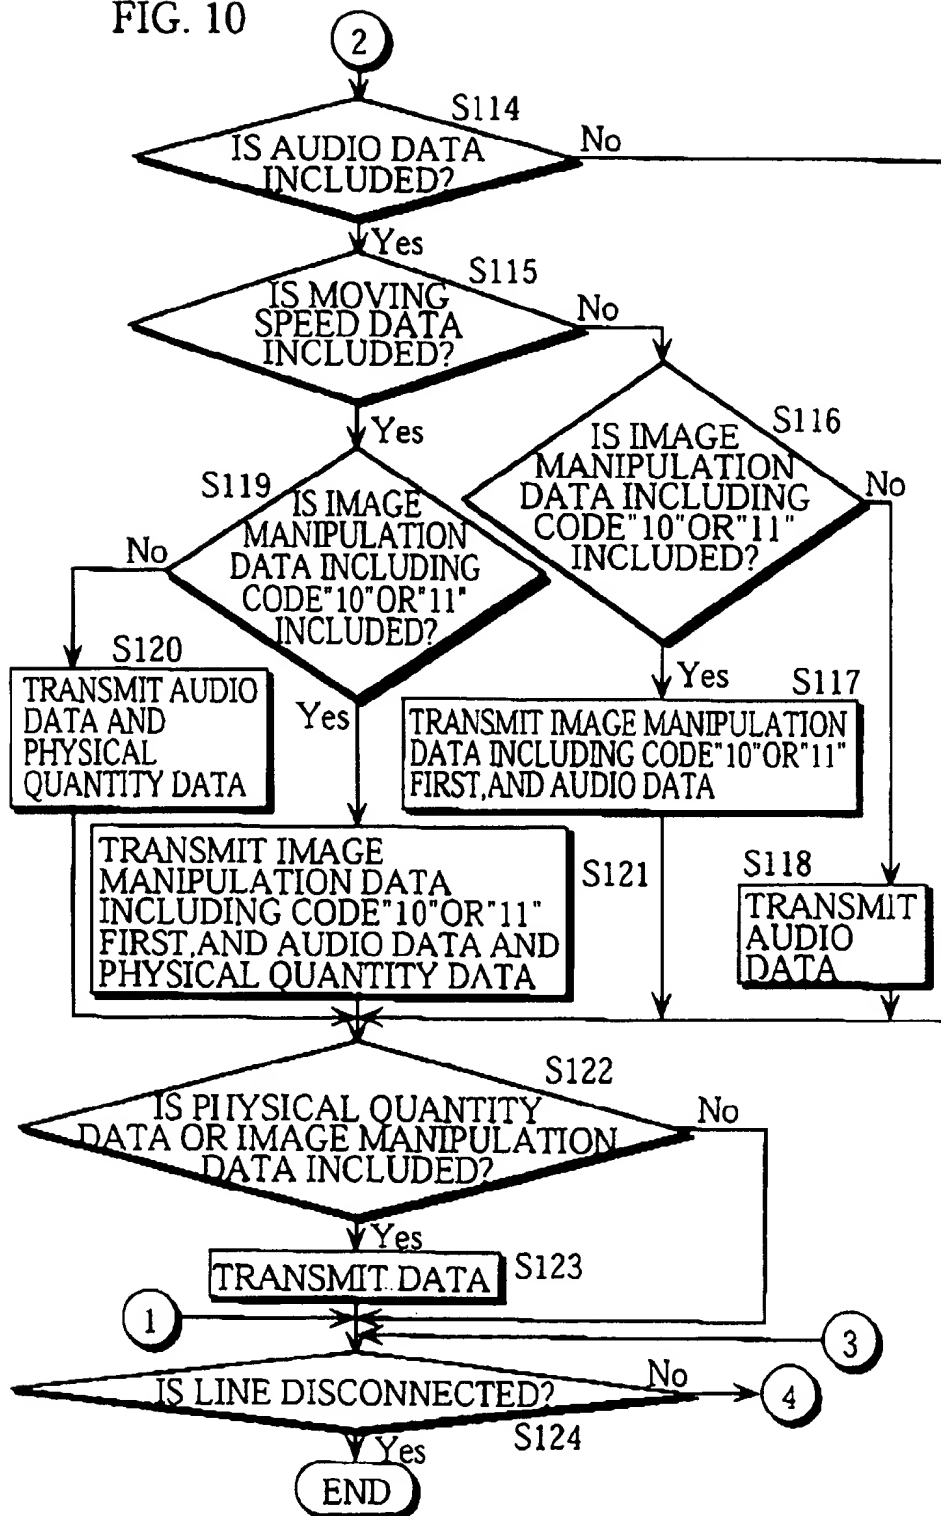 FIG. 10
2
S114
IS AUDIO DATA
INCLUDED?
No
Yes
S115
IS MOVING
SPEED DATA
INCLUDED?
No
Yes
S116
IS IMAGE
MANIPULATION
DATA INCLUDING
CODE"10"OR"11"
INCLUDED?
No
Yes
S119
IS IMAGE
MANIPULATION
DATA INCLUDING
CODE"10"OR"11"
INCLUDED?
No
Yes
S120
TRANSMIT AUDIO
DATA AND
PHYSICAL
QUANTITY DATA
S117
TRANSMIT IMAGE MANIPULATION
DATA INCLUDING CODE"10"OR"11"
FIRST,AND AUDIO DATA
S121
TRANSMIT IMAGE
MANIPULATION DATA
INCLUDING CODE"10"OR"11"
FIRST,AND AUDIO DATA AND
PHYSICAL QUANTITY DATA
S118
TRANSMIT
AUDIO
DATA
S122
IS PHYSICAL QUANTITY
DATA OR IMAGE MANIPULATION
DATA INCLUDED?
No
Yes
TRANSMIT DATA
S123
1
3
IS LINE DISCONNECTED?
No
4
S124
Yes
END